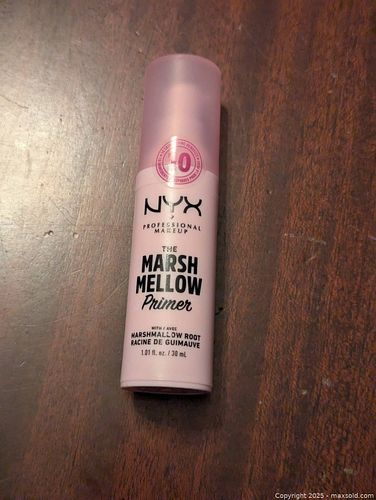 NYX
PROFESSIONAL
MAKEUP
THE
MARSH
MELLOW
Primer
WITH / AVEC
MARSHMALLOW ROOT
RACINE DE GUIMAUVE
1.01 fl. oz. / 30 mL
Copyright 2025 - maxsold.com